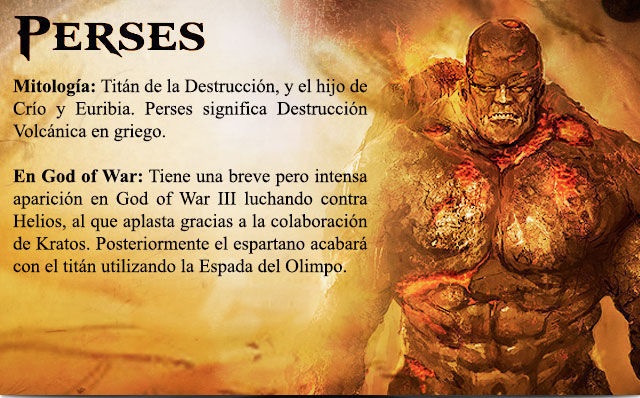 PERSES
Mitología: Titán de la Destrucción, y el hijo de
Crío y Euribia. Perses significa Destrucción
Volcánica en griego.
En God of War: Tiene una breve pero intensa
aparición en God of War III luchando contra
Helios, al que aplasta gracias a la colaboración
de Kratos. Posteriormente el espartano acabará
con el titán utilizando la Espada del Olimpo.